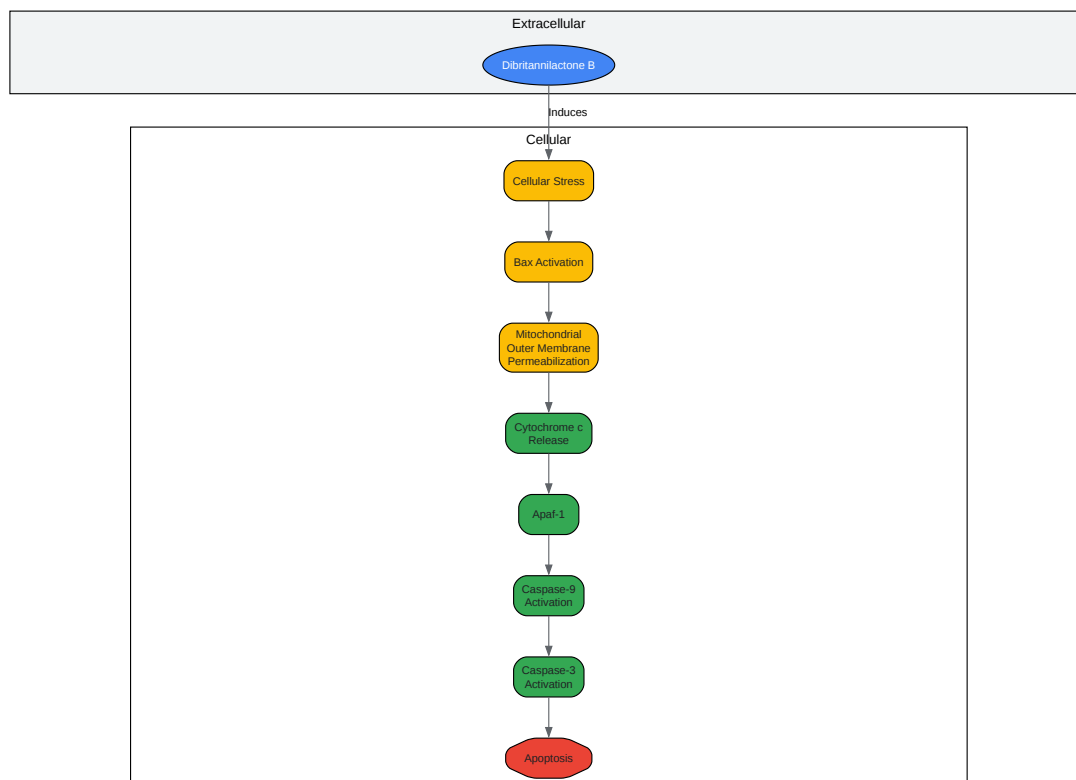 Extracellular
Dibritannilactone B
Induces
Cellular
Cellular Stress
Bax Activation
Mitochondrial
Outer Membrane
Permeabilization
Cytochrome c
Release
Apaf-1
Caspase-9
Activation
Caspase-3
Activation
Apoptosis